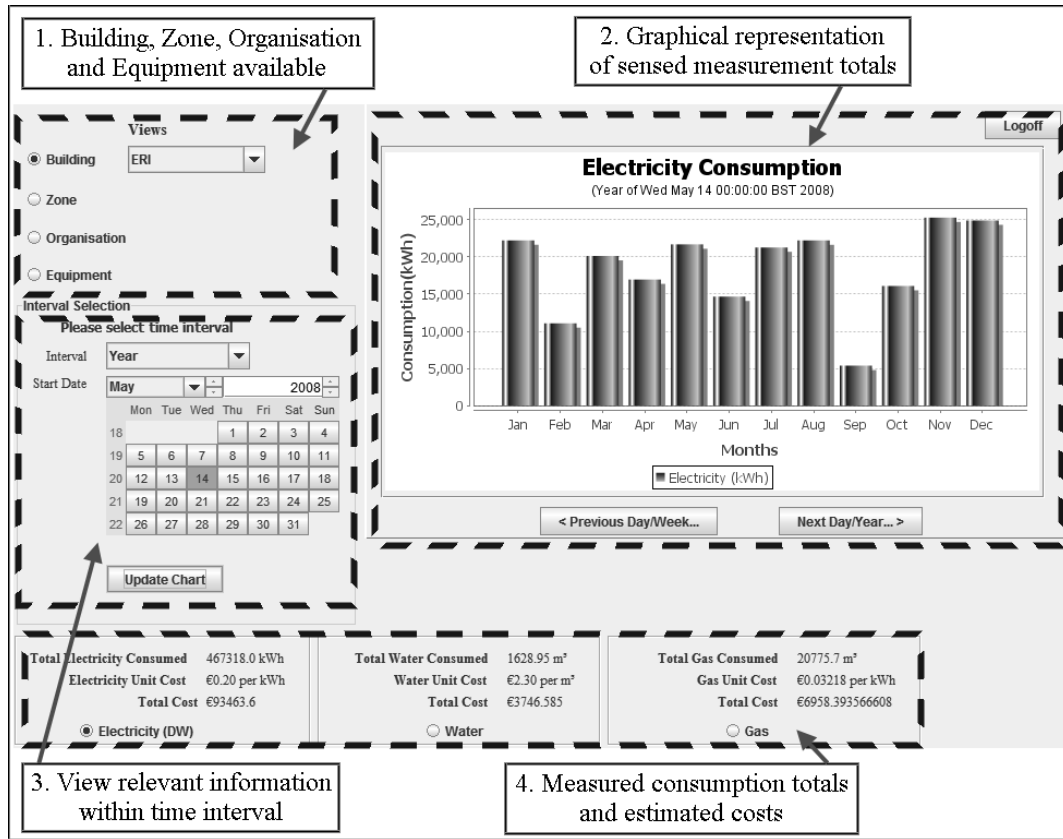 1. Building, Zone, Organisation
and Equipment available
2. Graphical representation
of sensed measurement totals
Views
Building
ERI
Zone
Organisation
Equipment
Logoff
Electricity Consumption
(Year of Wed May 14 00:00:00 BST 2008)
Consumption(kWh)
25,000
20,000
15,000
10,000
5,000
0
Jan Feb Mar Apr May Jun Jul Aug Sep Oct Nov Dec
Months
Electricity (kWh)
< Previous Day/Week...
Next Day/Year... >
Interval Selection
Please select time interval
Interval Year
Start Date May 2008
Mon Tue Wed Thu Fri Sat Sun
18 1 2 3 4
19 5 6 7 8 9 10 11
20 12 13 14 15 16 17 18
21 19 20 21 22 23 24 25
22 26 27 28 29 30 31
Update Chart
Total Electricity Consumed 467318.0 kWh
Electricity Unit Cost €0.20 per kWh
Total Cost €93463.6
Electricity (DW)
Total Water Consumed 1628.95 m³
Water Unit Cost €2.30 per m³
Total Cost €3746.585
Water
Total Gas Consumed 20775.7 m³
Gas Unit Cost €0.03218 per kWh
Total Cost €6958.393566608
Gas
3. View relevant information
within time interval
4. Measured consumption totals
and estimated costs